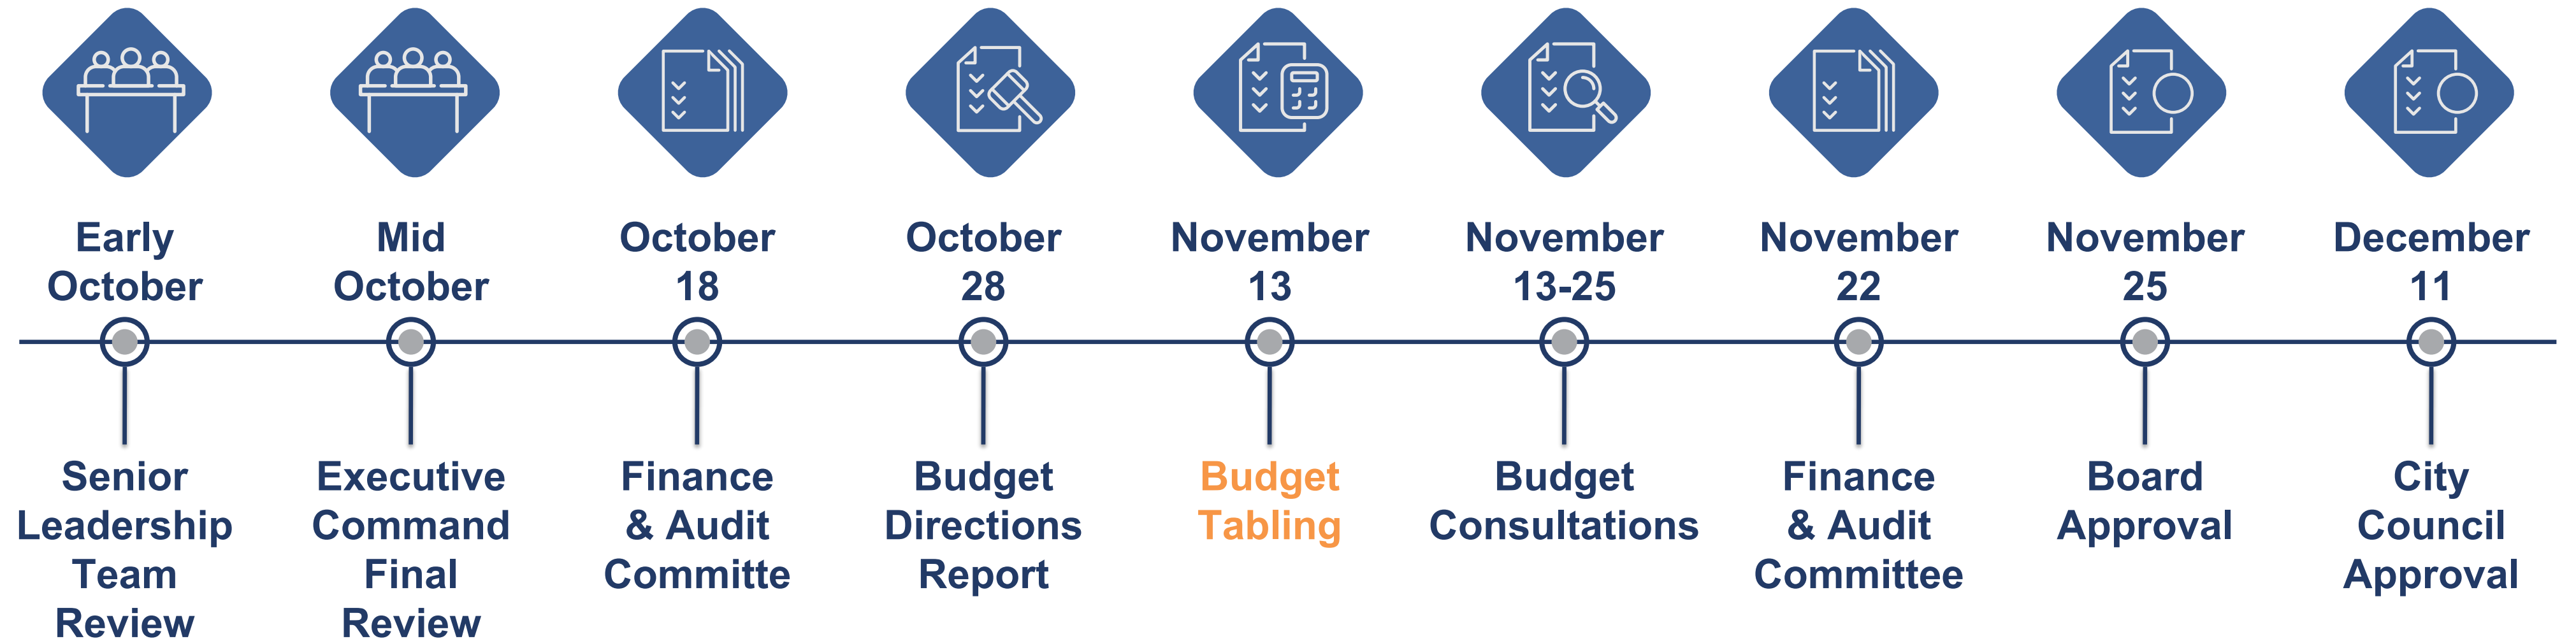 Early
October
Mid
October
October
18
October
28
November
13
November
13-25
November
22
November
25
December
11
Senior
Leadership
Team
Review
Executive
Command
Final
Review
Finance
& Audit
Committe
Budget
Directions
Report
Budget
Tabling
Budget
Consultations
Finance
& Audit
Committee
Board
Approval
City
Council
Approval